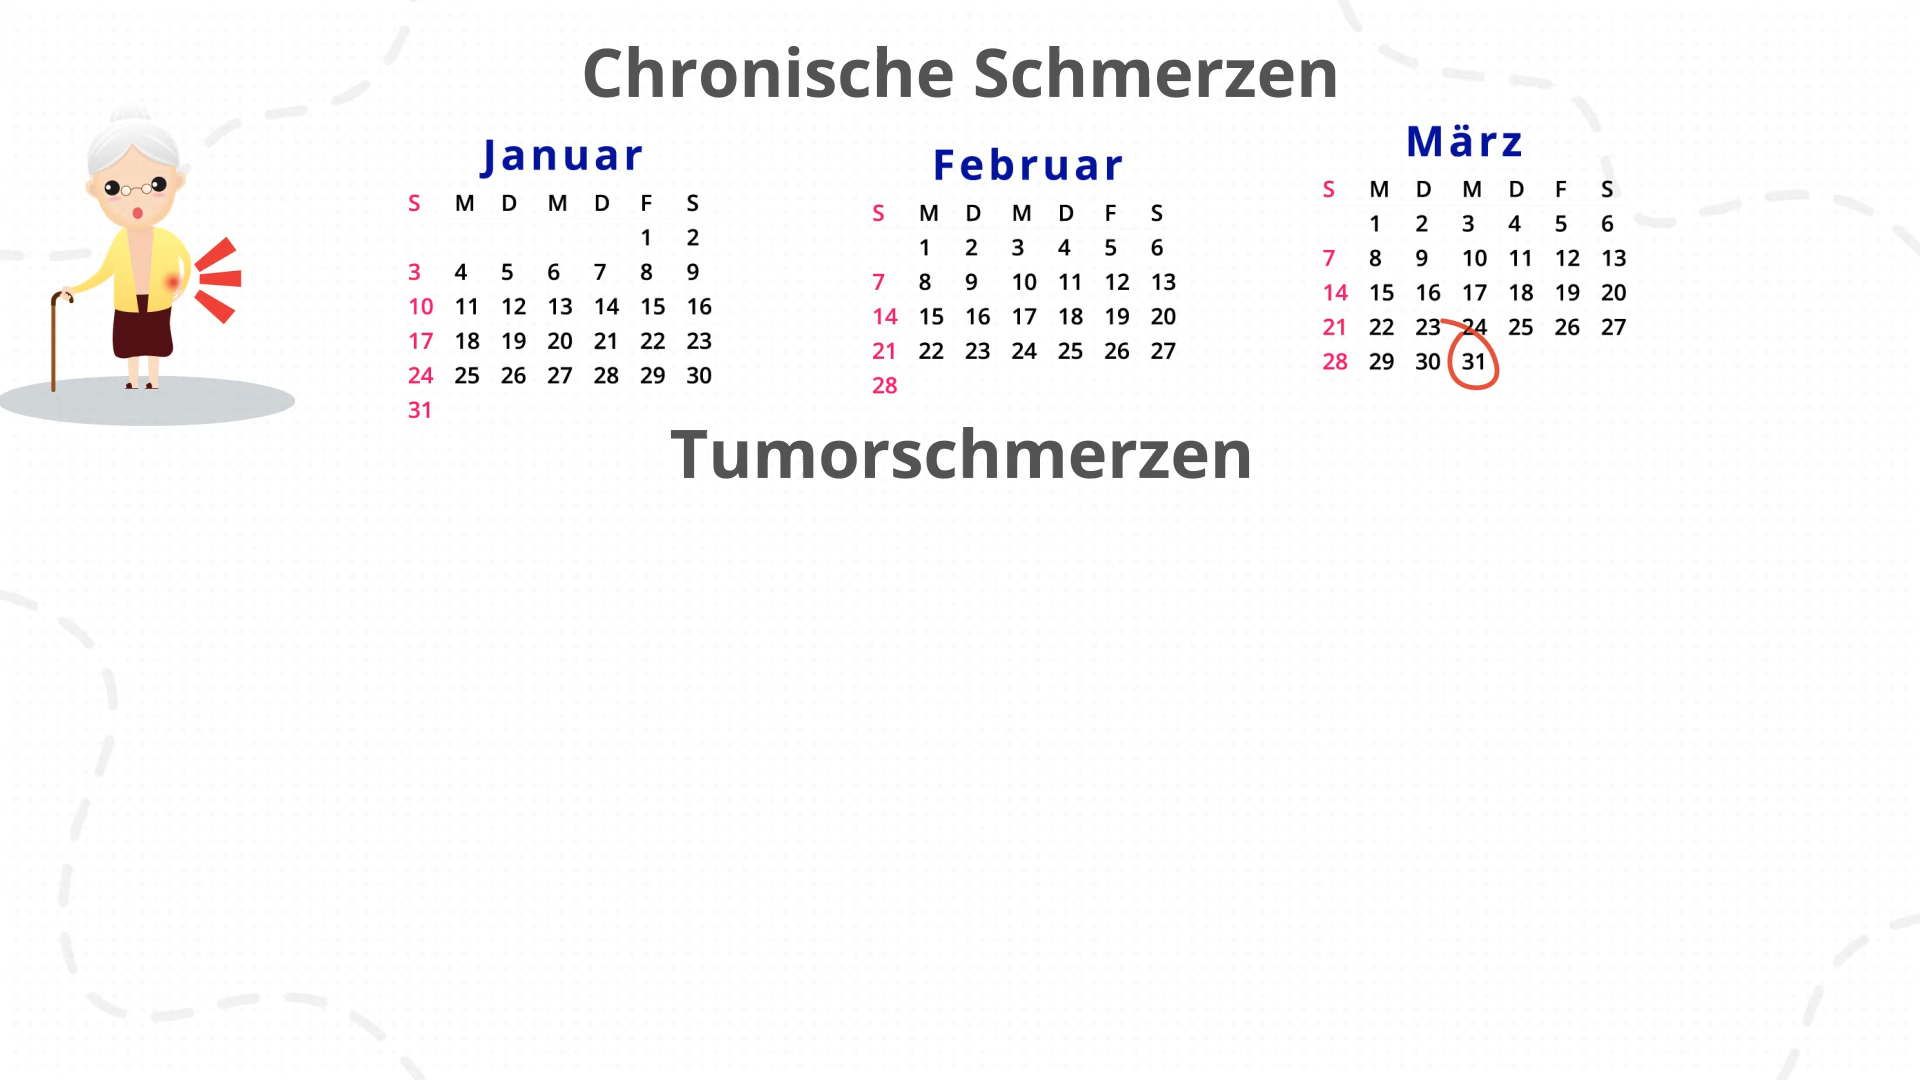 Chronische Schmerzen
Januar
S M D M D F S
1 2
3 4 5 6 7 8 9
10 11 12 13 14 15 16
17 18 19 20 21 22 23
24 25 26 27 28 29 30
31
Februar
S M D M D F S
1 2 3 4 5 6
7 8 9 10 11 12 13
14 15 16 17 18 19 20
21 22 23 24 25 26 27
28
März
S M D M D F S
1 2 3 4 5 6
7 8 9 10 11 12 13
14 15 16 17 18 19 20
21 22 23 24 25 26 27
28 29 30 31
Tumorschmerzen